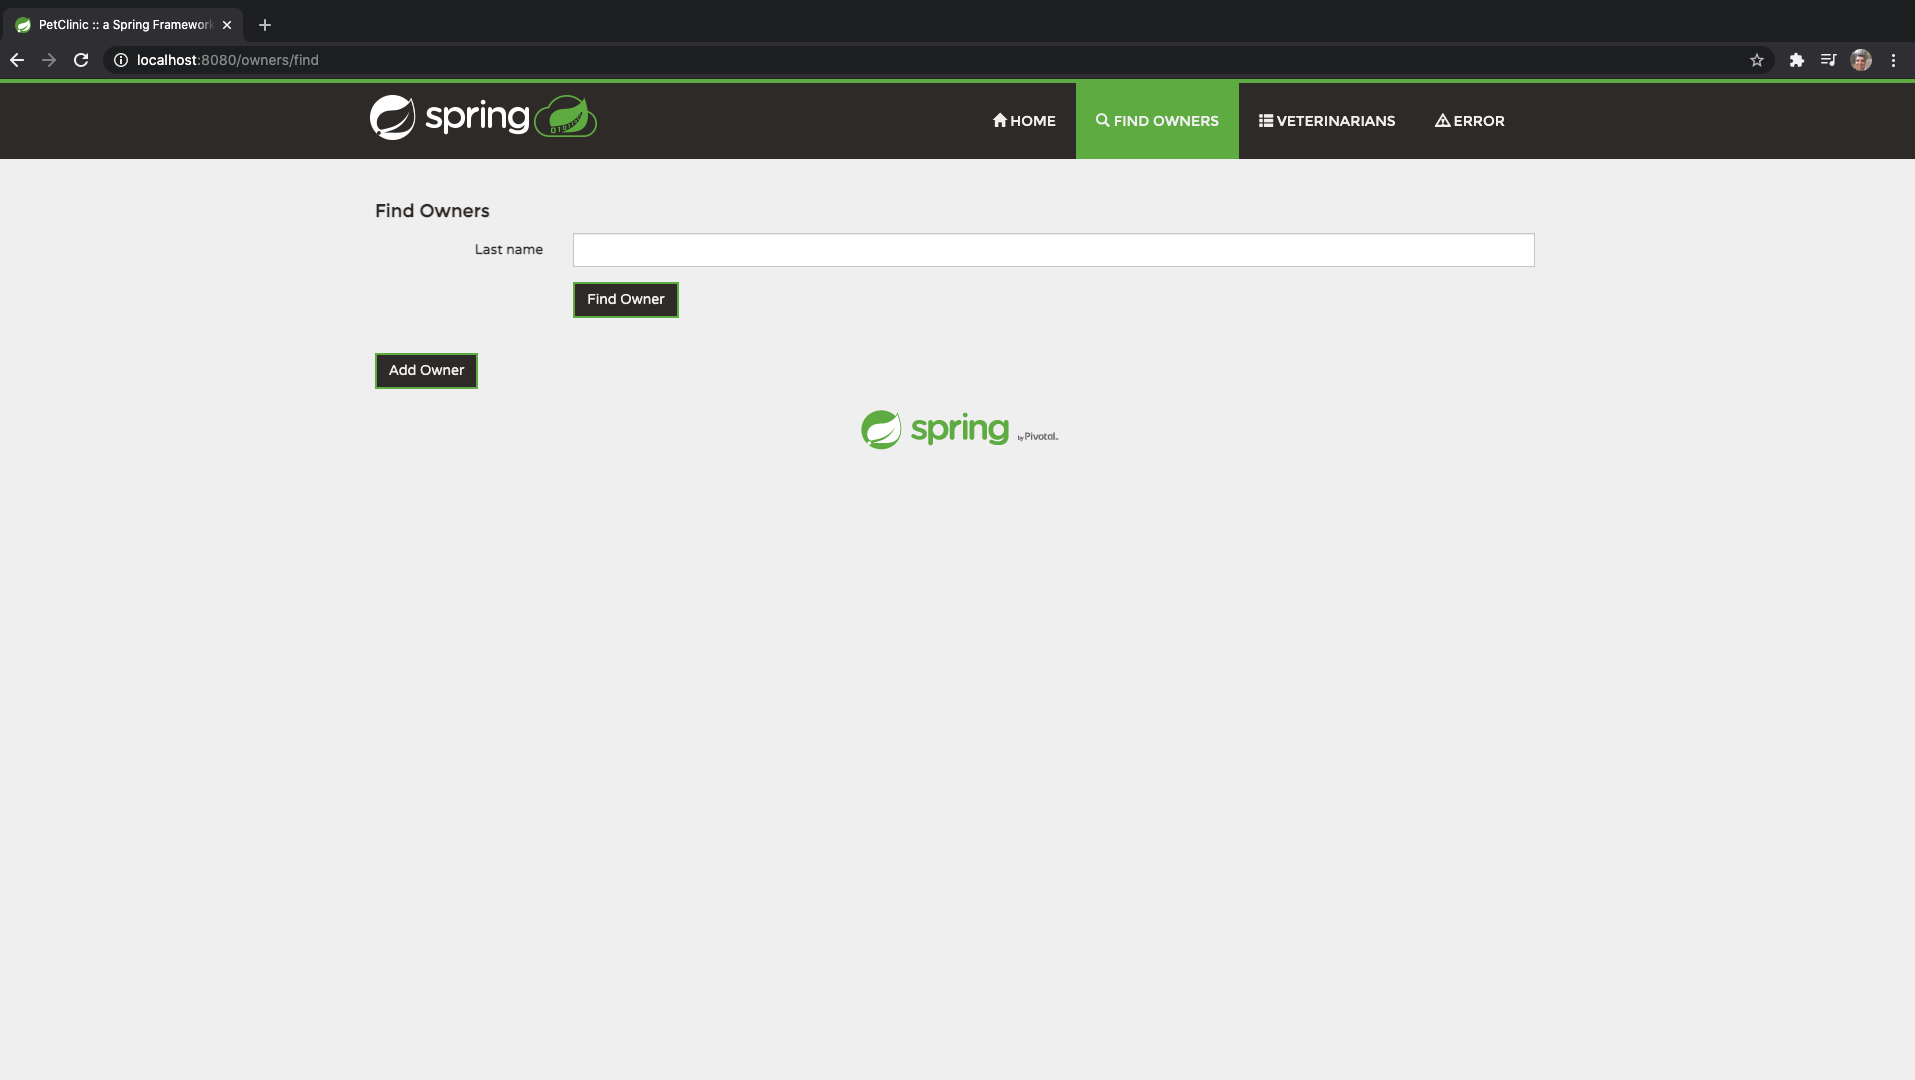 PetClinic :: a Spring Framework
localhost:8080/owners/find
spring
HOME
FIND OWNERS
VETERINARIANS
ERROR
Find Owners
Last name
Find Owner
Add Owner
spring by Pivotal.